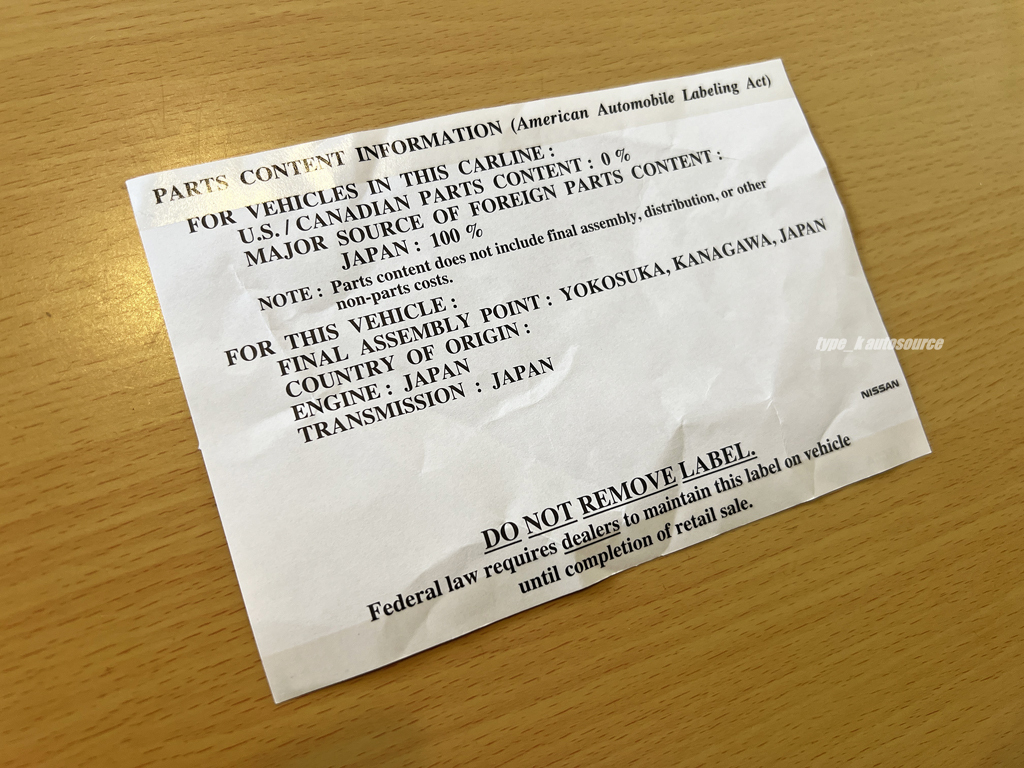 PARTS CONTENT INFORMATION (American Automobile Labeling Act)
FOR VEHICLES IN THIS CARLINE :
U.S. / CANADIAN PARTS CONTENT : 0 %
MAJOR SOURCE OF FOREIGN PARTS CONTENT :
JAPAN : 100 %
NOTE : Parts content does not include final assembly, distribution, or other
non-parts costs.
FOR THIS VEHICLE :
FINAL ASSEMBLY POINT : YOKOSUKA, KANAGAWA, JAPAN
COUNTRY OF ORIGIN :
ENGINE : JAPAN
TRANSMISSION : JAPAN
type_k autosource
NISSAN
DO NOT REMOVE LABEL.
Federal law requires dealers to maintain this label on vehicle
until completion of retail sale.